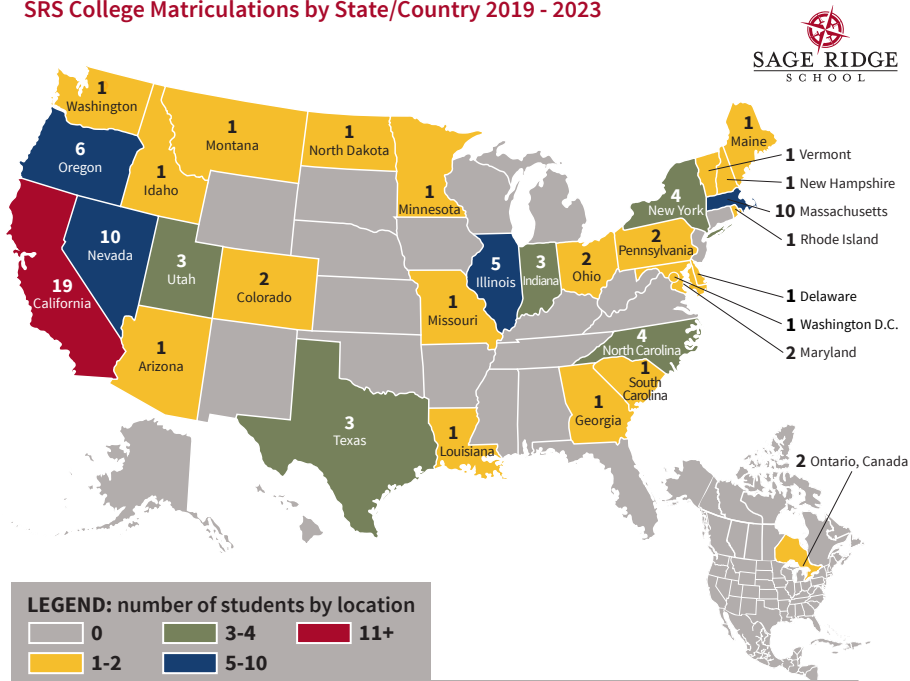 SRS College Matriculations by State/Country 2019 - 2023
SAGE RIDGE
SCHOOL
1
Washington
6
Oregon
1
Idaho
1
Montana
1
North Dakota
1
Minnesota
19
California
10
Nevada
3
Utah
2
Colorado
1
Arizona
3
Texas
1
Missouri
1
Louisiana
5
Illinois
3
Indiana
2
Ohio
2
Pennsylvania
4
New York
1
Maine
1 Vermont
1 New Hampshire
10 Massachusetts
1 Rhode Island
1 Delaware
1 Washington D.C.
2 Maryland
4
North Carolina
1
South
Carolina
1
Georgia
2 Ontario, Canada
LEGEND: number of students by location
0
3-4
11+
1-2
5-10